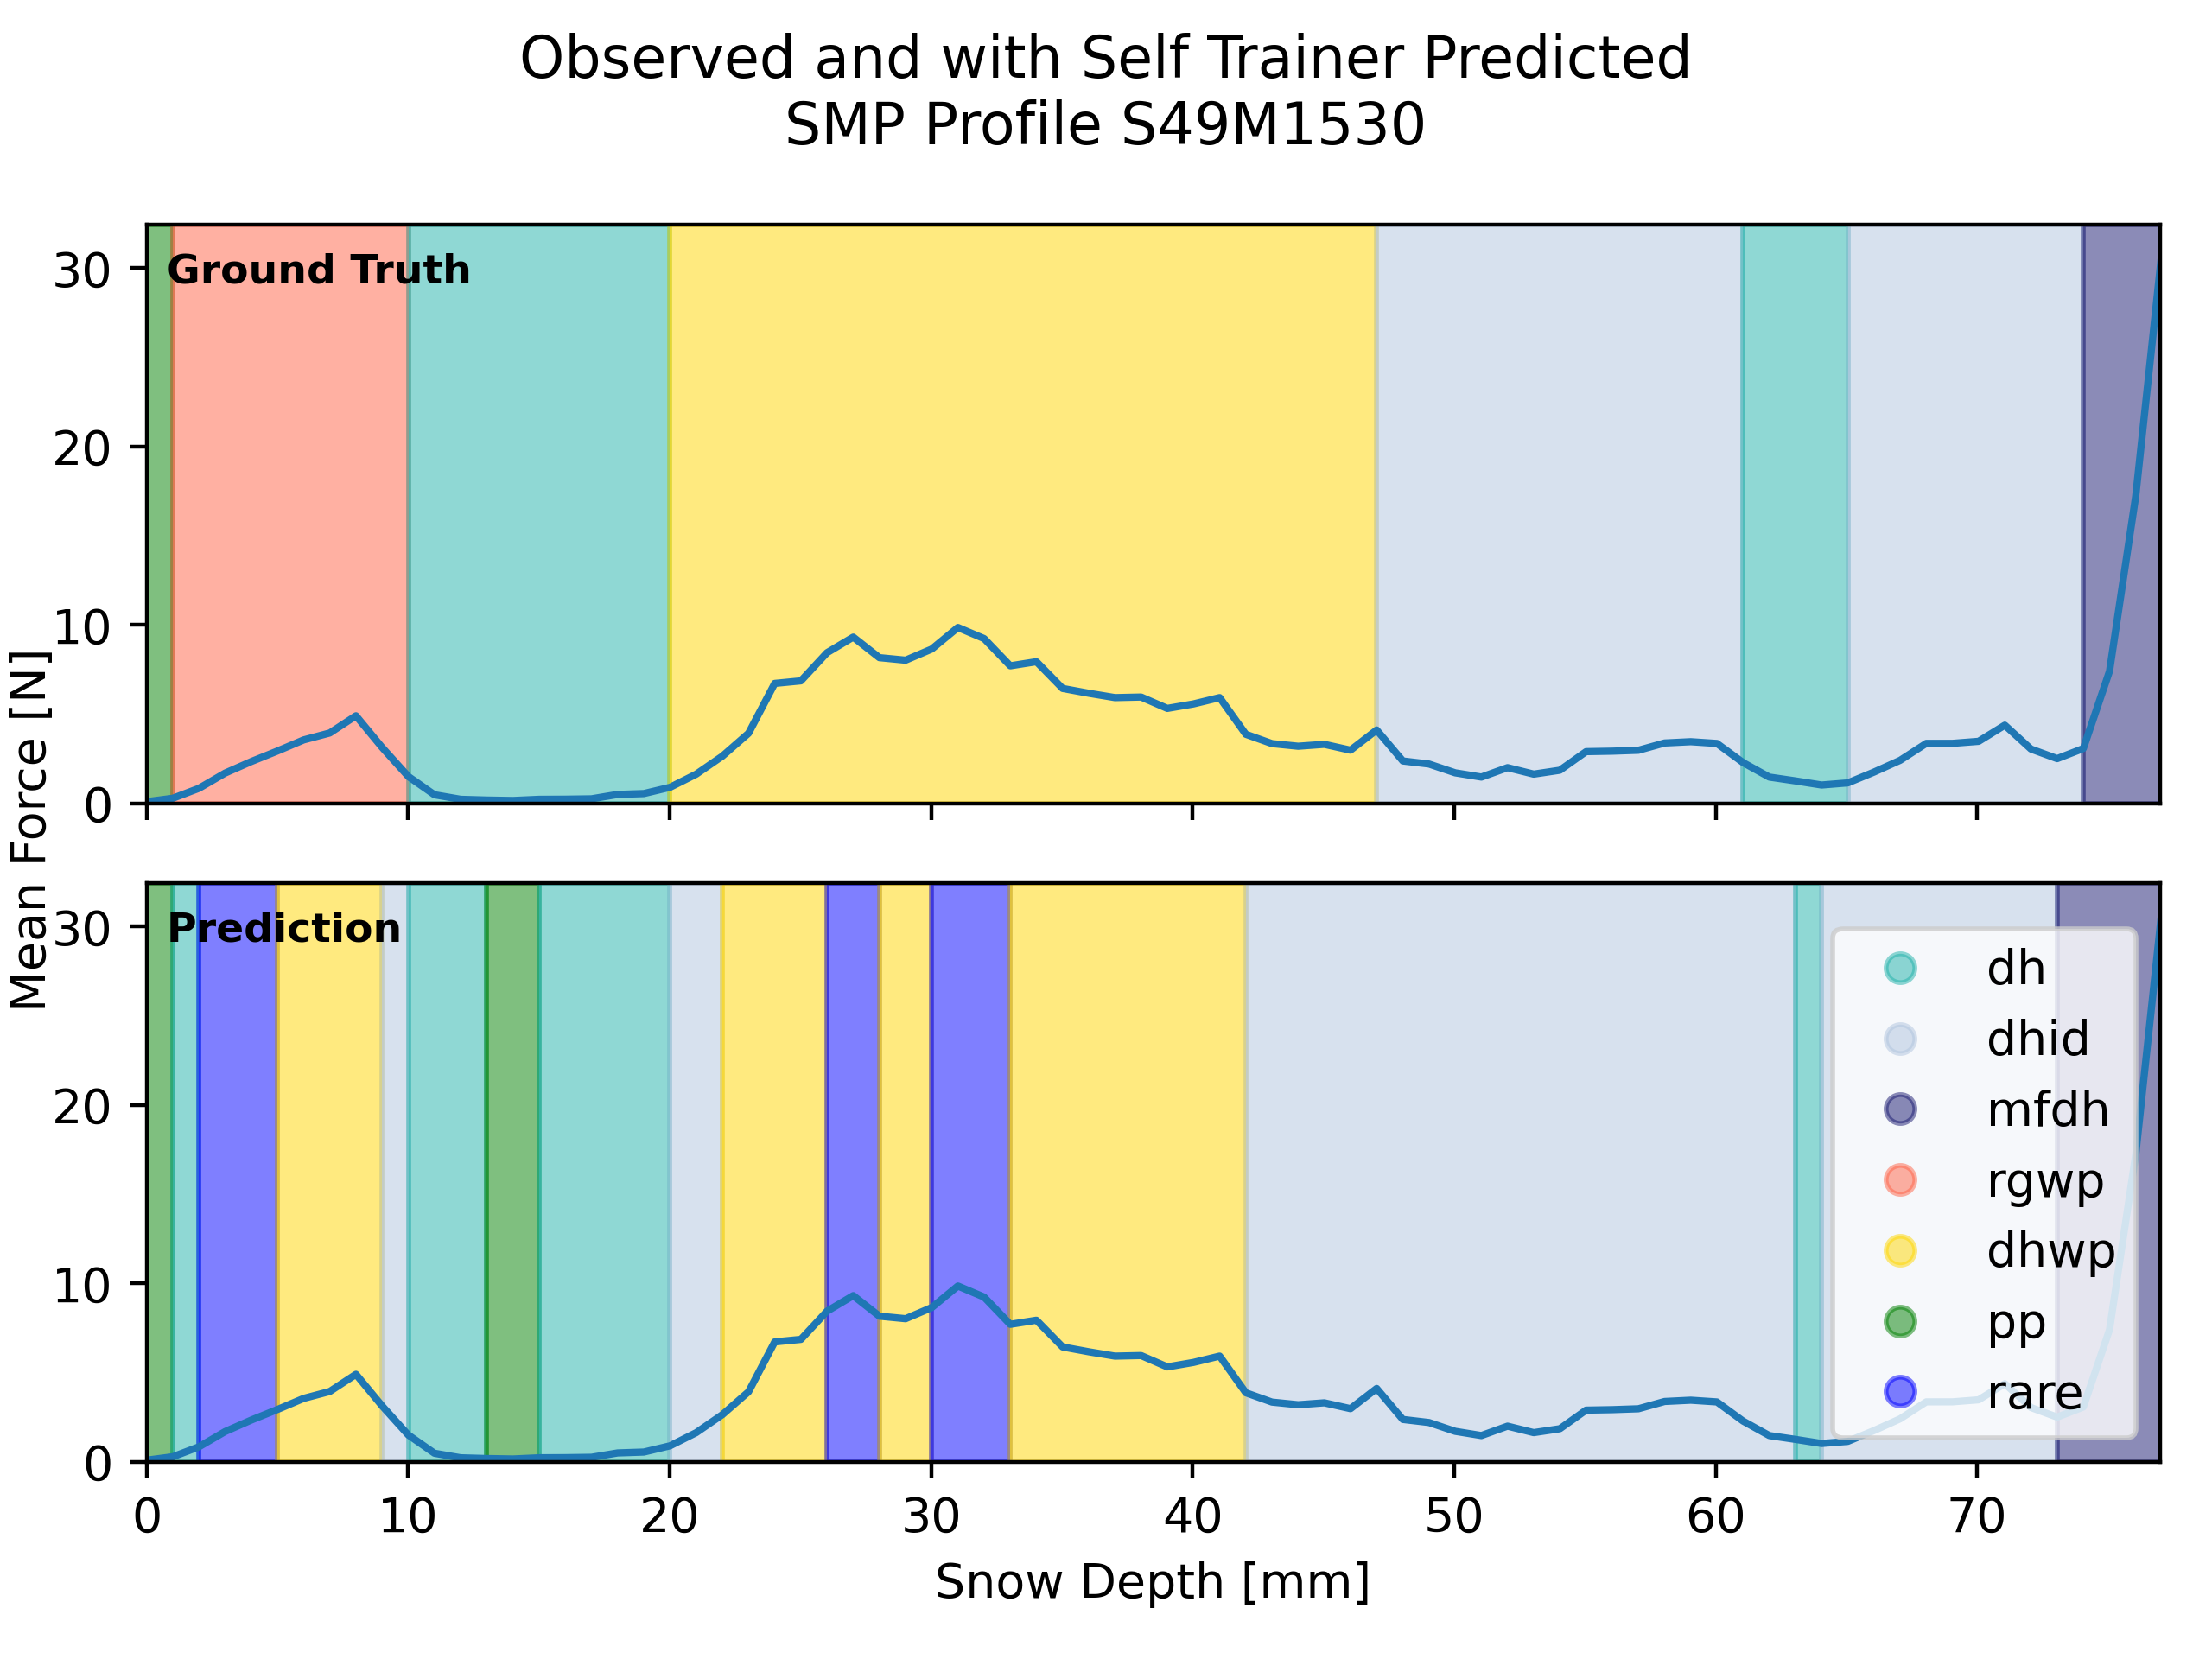 Observed and with Self Trainer Predicted
SMP Profile S49M1530
Mean Force [N]
Ground Truth
30
20
10
0
Prediction
30
20
10
0
dh
dhid
mfdh
rgwp
dhwp
pp
rare
0 10 20 30 40 50 60 70
Snow Depth [mm]